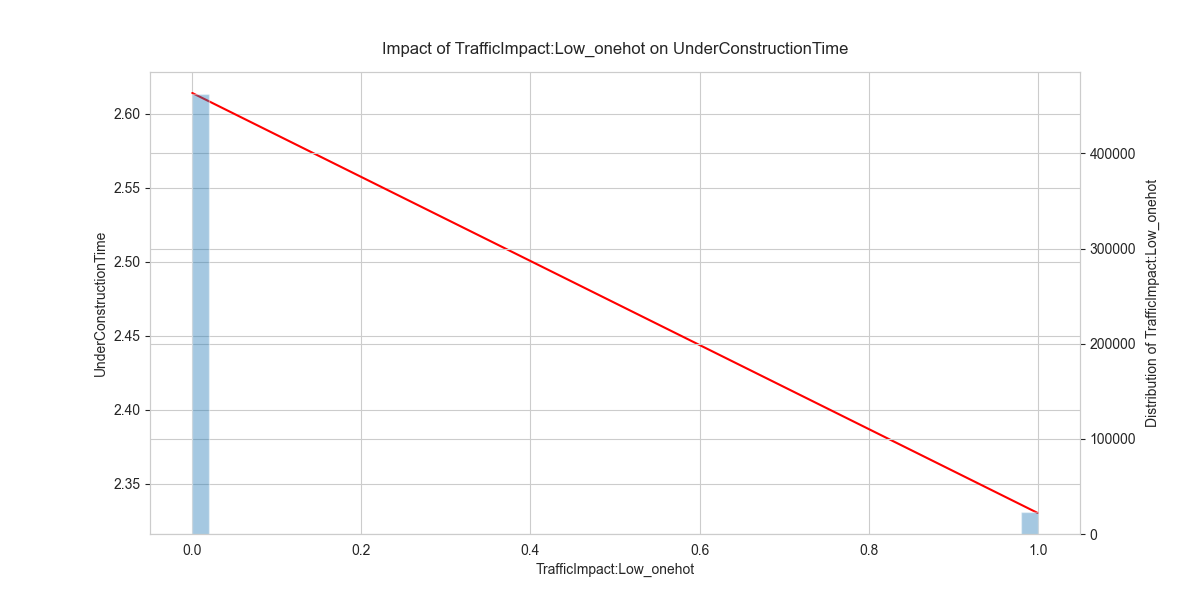 Impact of TrafficImpact:Low_onehot on UnderConstructionTime
UnderConstructionTime
2.60
2.55
2.50
2.45
2.40
2.35
400000
300000
200000
100000
0
Distribution of TrafficImpact:Low_onehot
0.0 0.2 0.4 0.6 0.8 1.0
TrafficImpact:Low_onehot